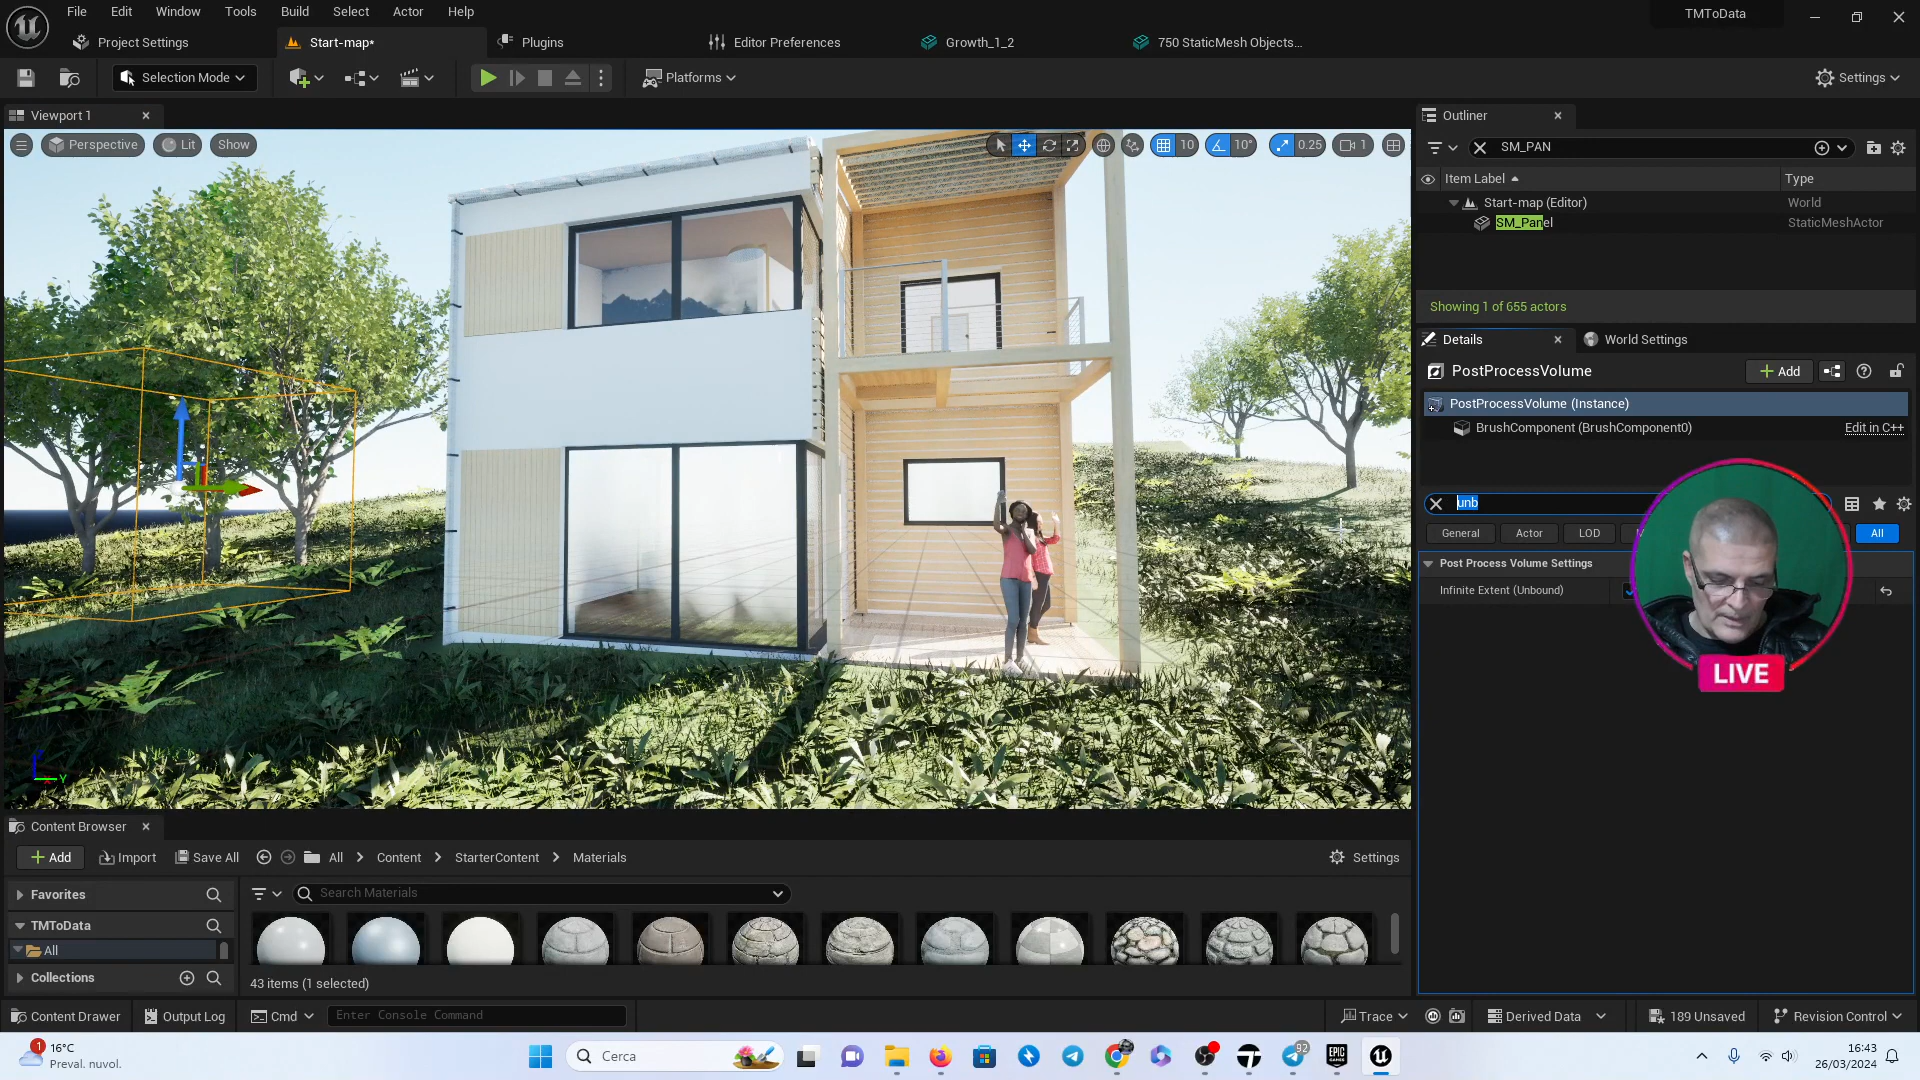 File Edit Window Tools Build Select Actor Help
TMToData
Project Settings
Start-map*
Plugins
Editor Preferences
Growth_1_2
750 StaticMesh Objects...
Selection Mode
Platforms
Settings
Viewport 1
Perspective
Lit
Show
10
10°
0.25
1
Outliner
SM_PAN
Item Label
Type
Start-map (Editor)
World
SM_Panel
StaticMeshActor
Showing 1 of 655 actors
Details
World Settings
PostProcessVolume
Add
PostProcessVolume (Instance)
BrushComponent (BrushComponent0)
Edit in C++
unb
General
Actor
LOD
All
Post Process Volume Settings
Infinite Extent (Unbound)
LIVE
Content Browser
Add
Import
Save All
All
Content
StarterContent
Materials
Settings
Favorites
Search Materials
TMToData
All
Collections
43 items (1 selected)
Content Drawer
Output Log
Cmd
Enter Console Command
Trace
Derived Data
189 Unsaved
Revision Control
1
16°C
Preval. nuvol.
Cerca
92
EPIC
GAMES
16:43
26/03/2024